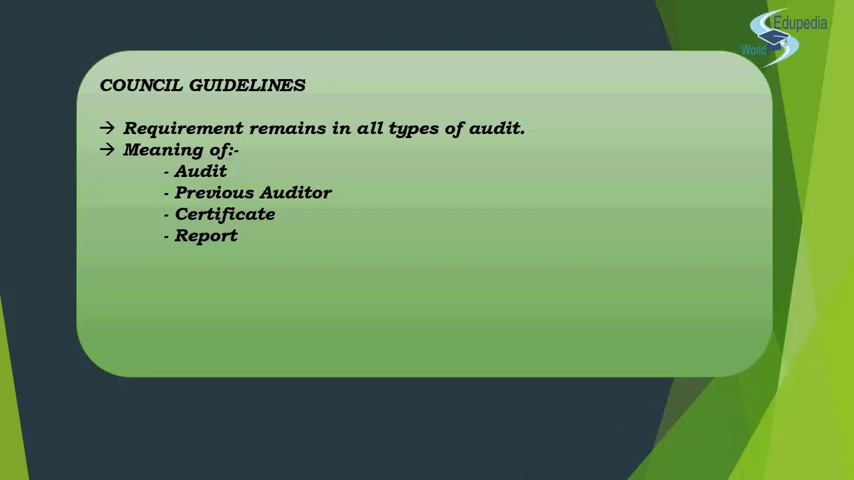 Edupedia
World
COUNCIL GUIDELINES
→ Requirement remains in all types of audit.
→ Meaning of:-
- Audit
- Previous Auditor
- Certificate
- Report